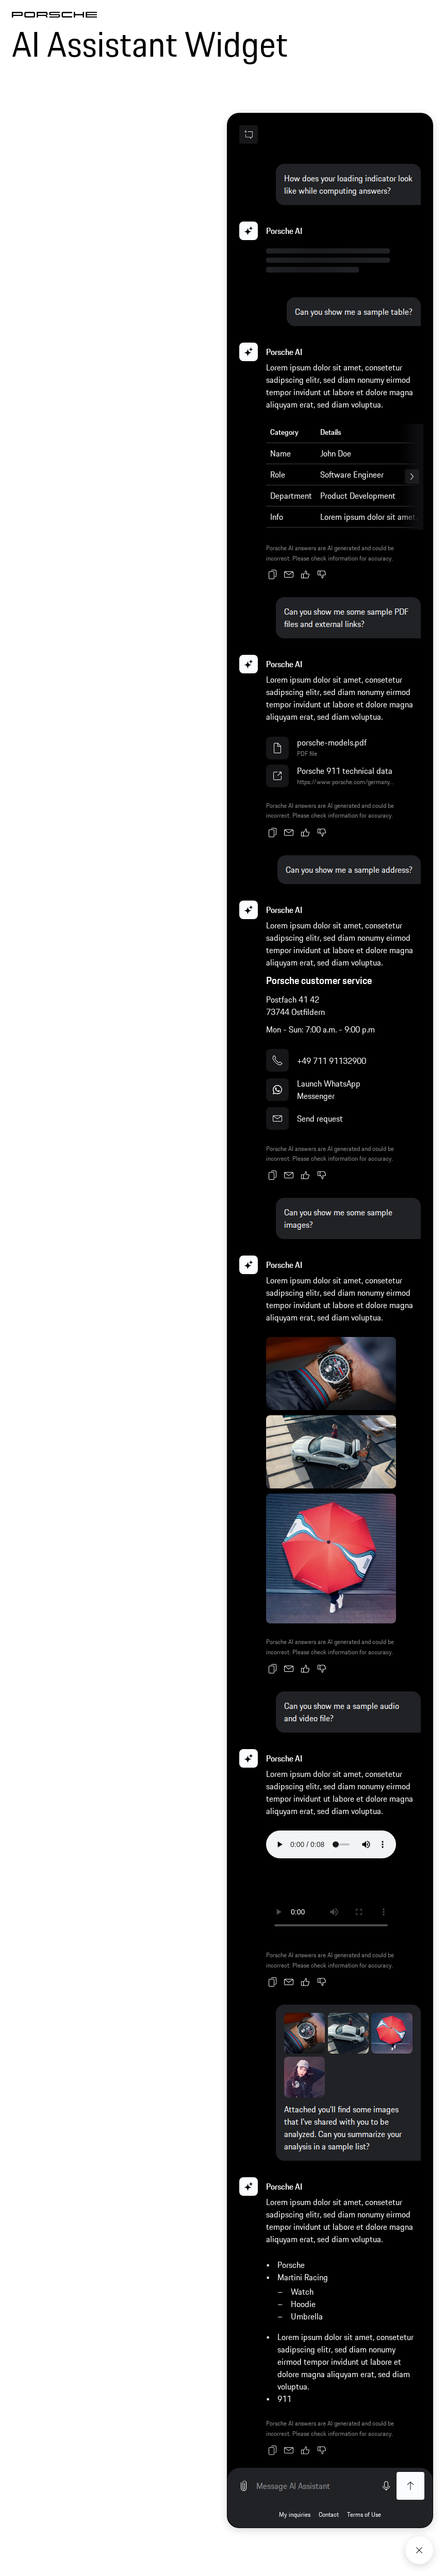 PORSCHE
AI Assistant Widget
How does your loading indicator look
like while computing answers?
Porsche AI
Can you show me a sample table?
Porsche AI
Lorem ipsum dolor sit amet, consetetur
sadipscing elitr, sed diam nonumy eirmod
tempor invidunt ut labore et dolore magna
aliquyam erat, sed diam voluptua.
Category Details
Name John Doe
Role Software Engineer
Department Product Development
Info Lorem ipsum dolor sit amet,
Porsche AI answers are AI generated and could be
incorrect. Please check information for accuracy.
Can you show me some sample PDF
files and external links?
Porsche AI
Lorem ipsum dolor sit amet, consetetur
sadipscing elitr, sed diam nonumy eirmod
tempor invidunt ut labore et dolore magna
aliquyam erat, sed diam voluptua.
porsche-models.pdf
PDF file
Porsche 911 technical data
https://www.porsche.com/germany...
Porsche AI answers are AI generated and could be
incorrect. Please check information for accuracy.
Can you show me a sample address?
Porsche AI
Lorem ipsum dolor sit amet, consetetur
sadipscing elitr, sed diam nonumy eirmod
tempor invidunt ut labore et dolore magna
aliquyam erat, sed diam voluptua.
Porsche customer service
Postfach 41 42
73744 Ostfildern
Mon - Sun: 7:00 a.m. - 9:00 p.m
+49 711 91132900
Launch WhatsApp
Messenger
Send request
Porsche AI answers are AI generated and could be
incorrect. Please check information for accuracy.
Can you show me some sample
images?
Porsche AI
Lorem ipsum dolor sit amet, consetetur
sadipscing elitr, sed diam nonumy eirmod
tempor invidunt ut labore et dolore magna
aliquyam erat, sed diam voluptua.
Porsche AI answers are AI generated and could be
incorrect. Please check information for accuracy.
Can you show me a sample audio
and video file?
Porsche AI
Lorem ipsum dolor sit amet, consetetur
sadipscing elitr, sed diam nonumy eirmod
tempor invidunt ut labore et dolore magna
aliquyam erat, sed diam voluptua.
0:00 / 0:08
0:00
Porsche AI answers are AI generated and could be
incorrect. Please check information for accuracy.
Attached you'll find some images
that I've shared with you to be
analyzed. Can you summarize your
analysis in a sample list?
Porsche AI
Lorem ipsum dolor sit amet, consetetur
sadipscing elitr, sed diam nonumy eirmod
tempor invidunt ut labore et dolore magna
aliquyam erat, sed diam voluptua.
• Porsche
• Martini Racing
– Watch
– Hoodie
– Umbrella
• Lorem ipsum dolor sit amet, consetetur
sadipscing elitr, sed diam nonumy
eirmod tempor invidunt ut labore et
dolore magna aliquyam erat, sed diam
voluptua.
• 911
Porsche AI answers are AI generated and could be
incorrect. Please check information for accuracy.
Message AI Assistant
My inquiries Contact Terms of Use